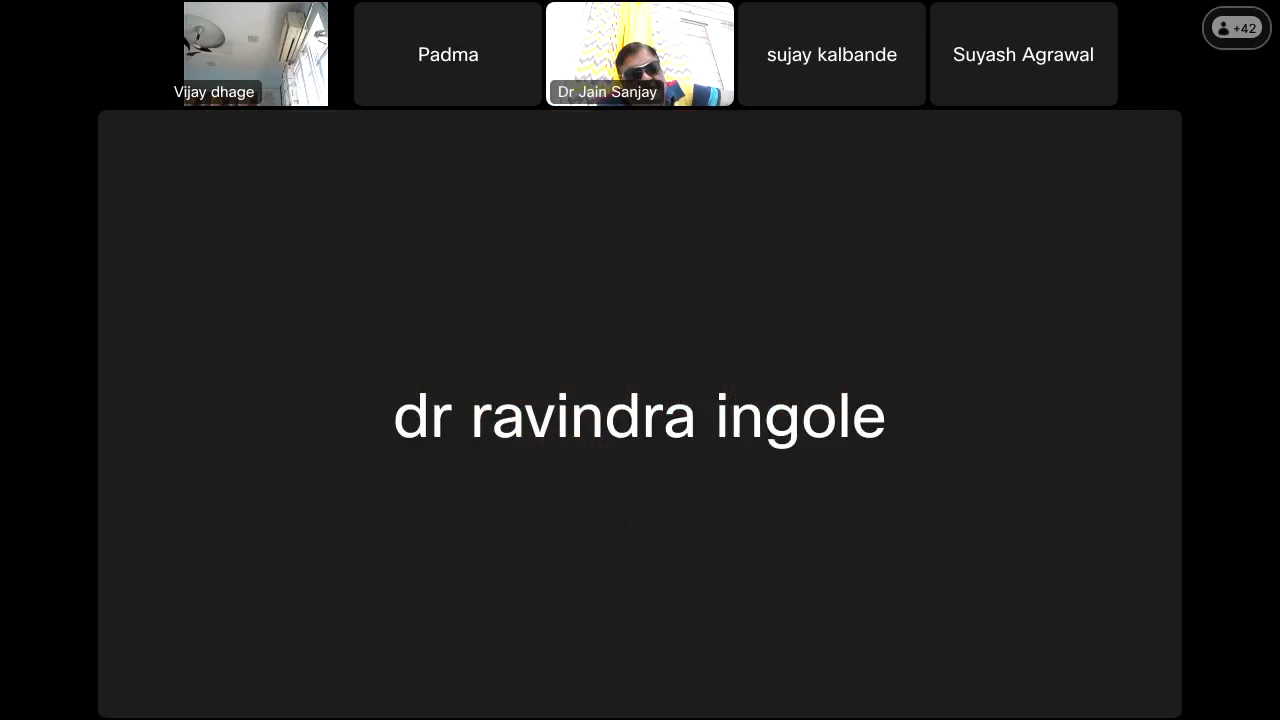 Vijay dhage
Padma
Dr Jain Sanjay
sujay kalbande
Suyash Agrawal
+42
dr ravindra ingole